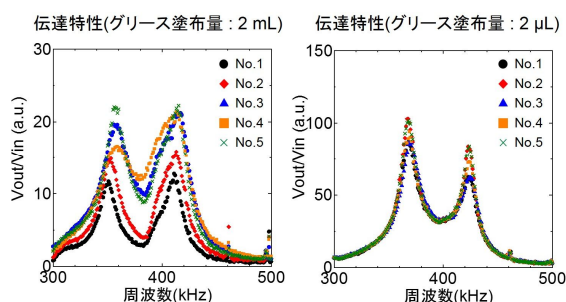 伝達特性(グリース塗布量 : 2 mL)
30
20
10
0
Vout/Vin (a.u.)
No.1
No.2
No.3
No.4
No.5
300
400
500
周波数(kHz)
伝達特性(グリース塗布量 : 2 μL)
150
100
50
0
Vout/Vin (a.u.)
No.1
No.2
No.3
No.4
No.5
300
400
500
周波数(kHz)